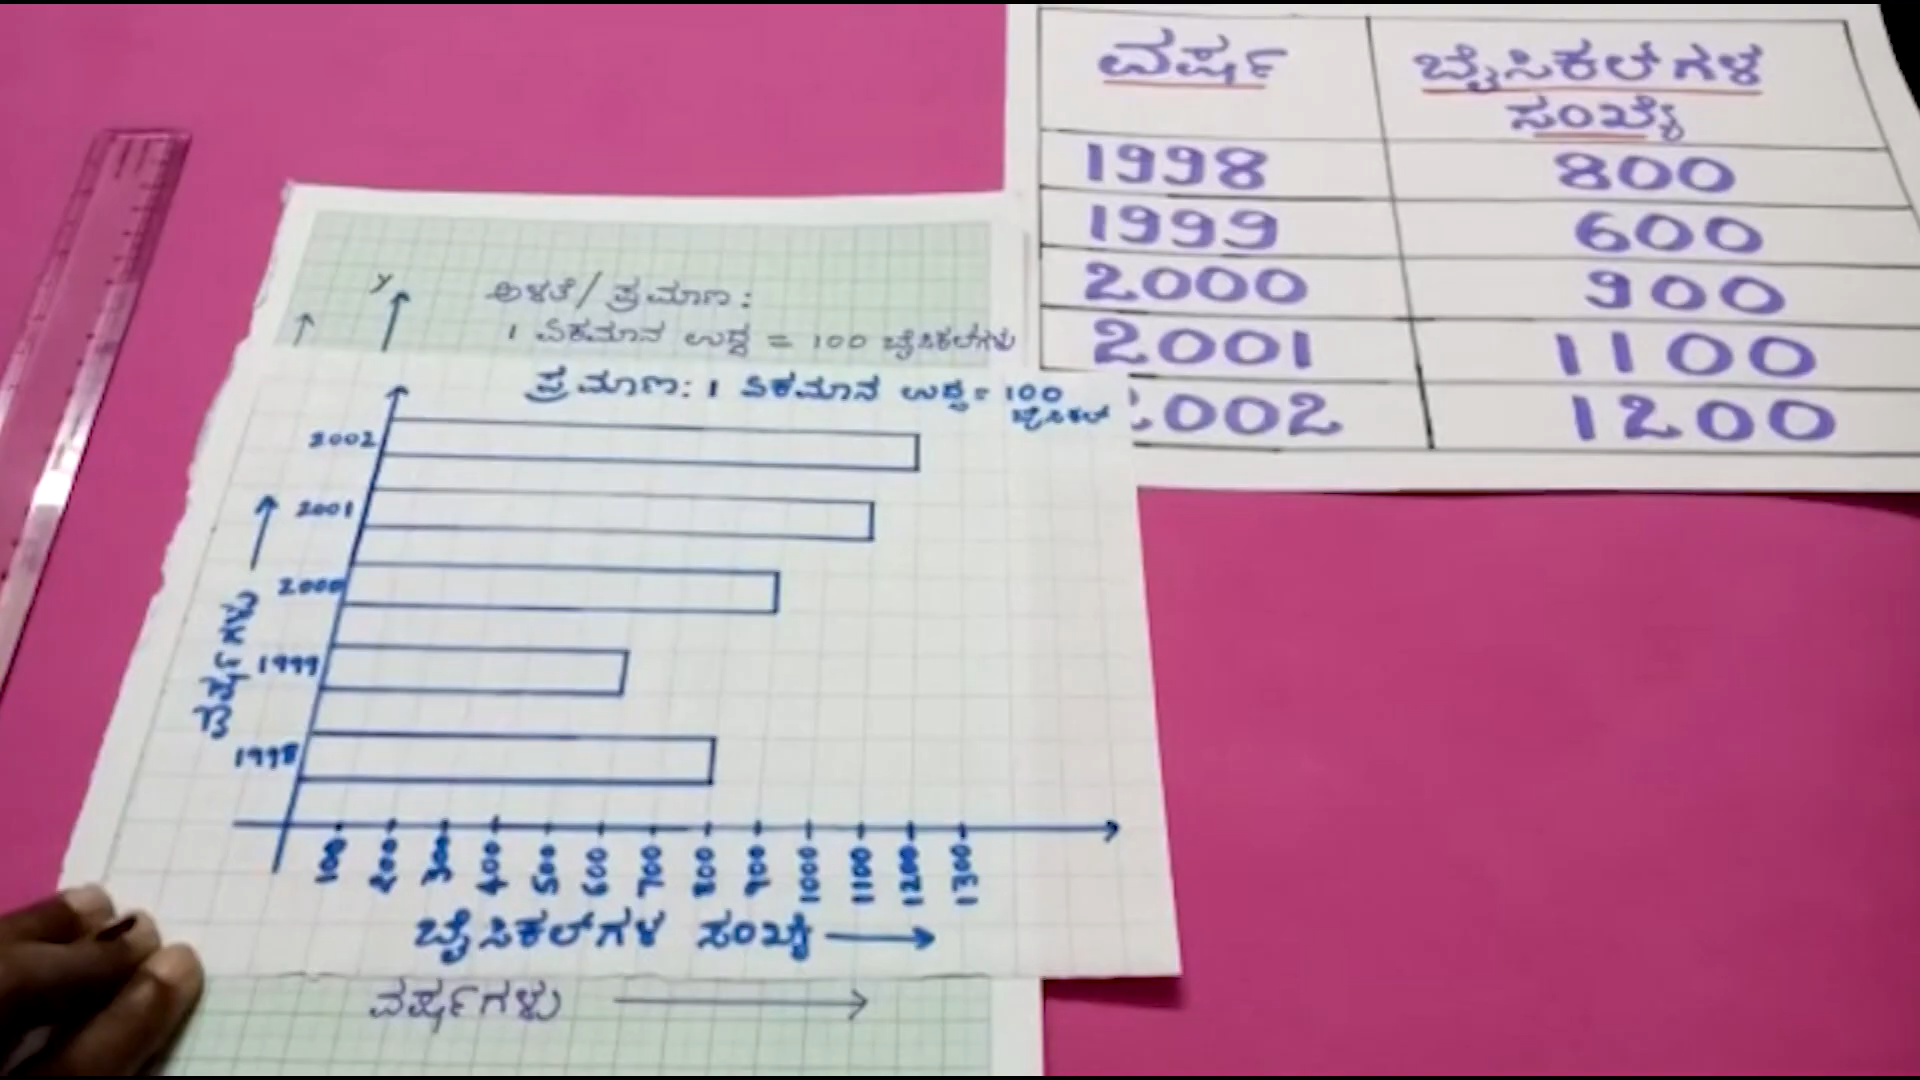 ವರ್ಷ ಬೈಸಿಕಲ್‌ಗಳ
ಸಂಖ್ಯೆ
1998 800
1999 600
2000 900
2001 1100
2002 1200
y
ಅಳತೆ/ಪ್ರಮಾಣ:
1 ಏಕಮಾನ ಉದ್ದ = 100 ಬೈಸಿಕಲ್‌ಗಳು
ಪ್ರಮಾಣ: 1 ಏಕಮಾನ ಉದ್ದ = 100
ಬೈಸಿಕಲ್
2002
2001
2000
1999
1998
ವರ್ಷಗಳು
100 200 300 400 500 600 700 800 900 1000 1100 1200 1300
ಬೈಸಿಕಲ್‌ಗಳ ಸಂಖ್ಯೆ
ವರ್ಷಗಳು